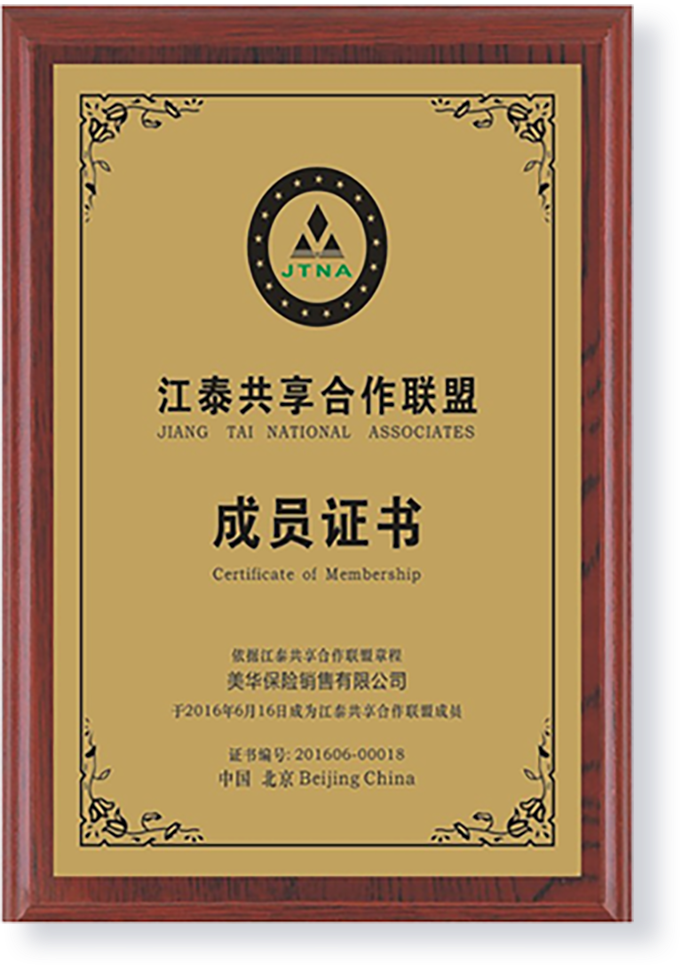 JTNA
江泰共享合作联盟
JIANG TAI NATIONAL ASSOCIATES
成员证书
Certificate of Membership
依据江泰共享合作联盟章程
美华保险销售有限公司
于2016年6月16日成为江泰共享合作联盟成员
证书编号: 201606-00018
中国 北京 Beijing China